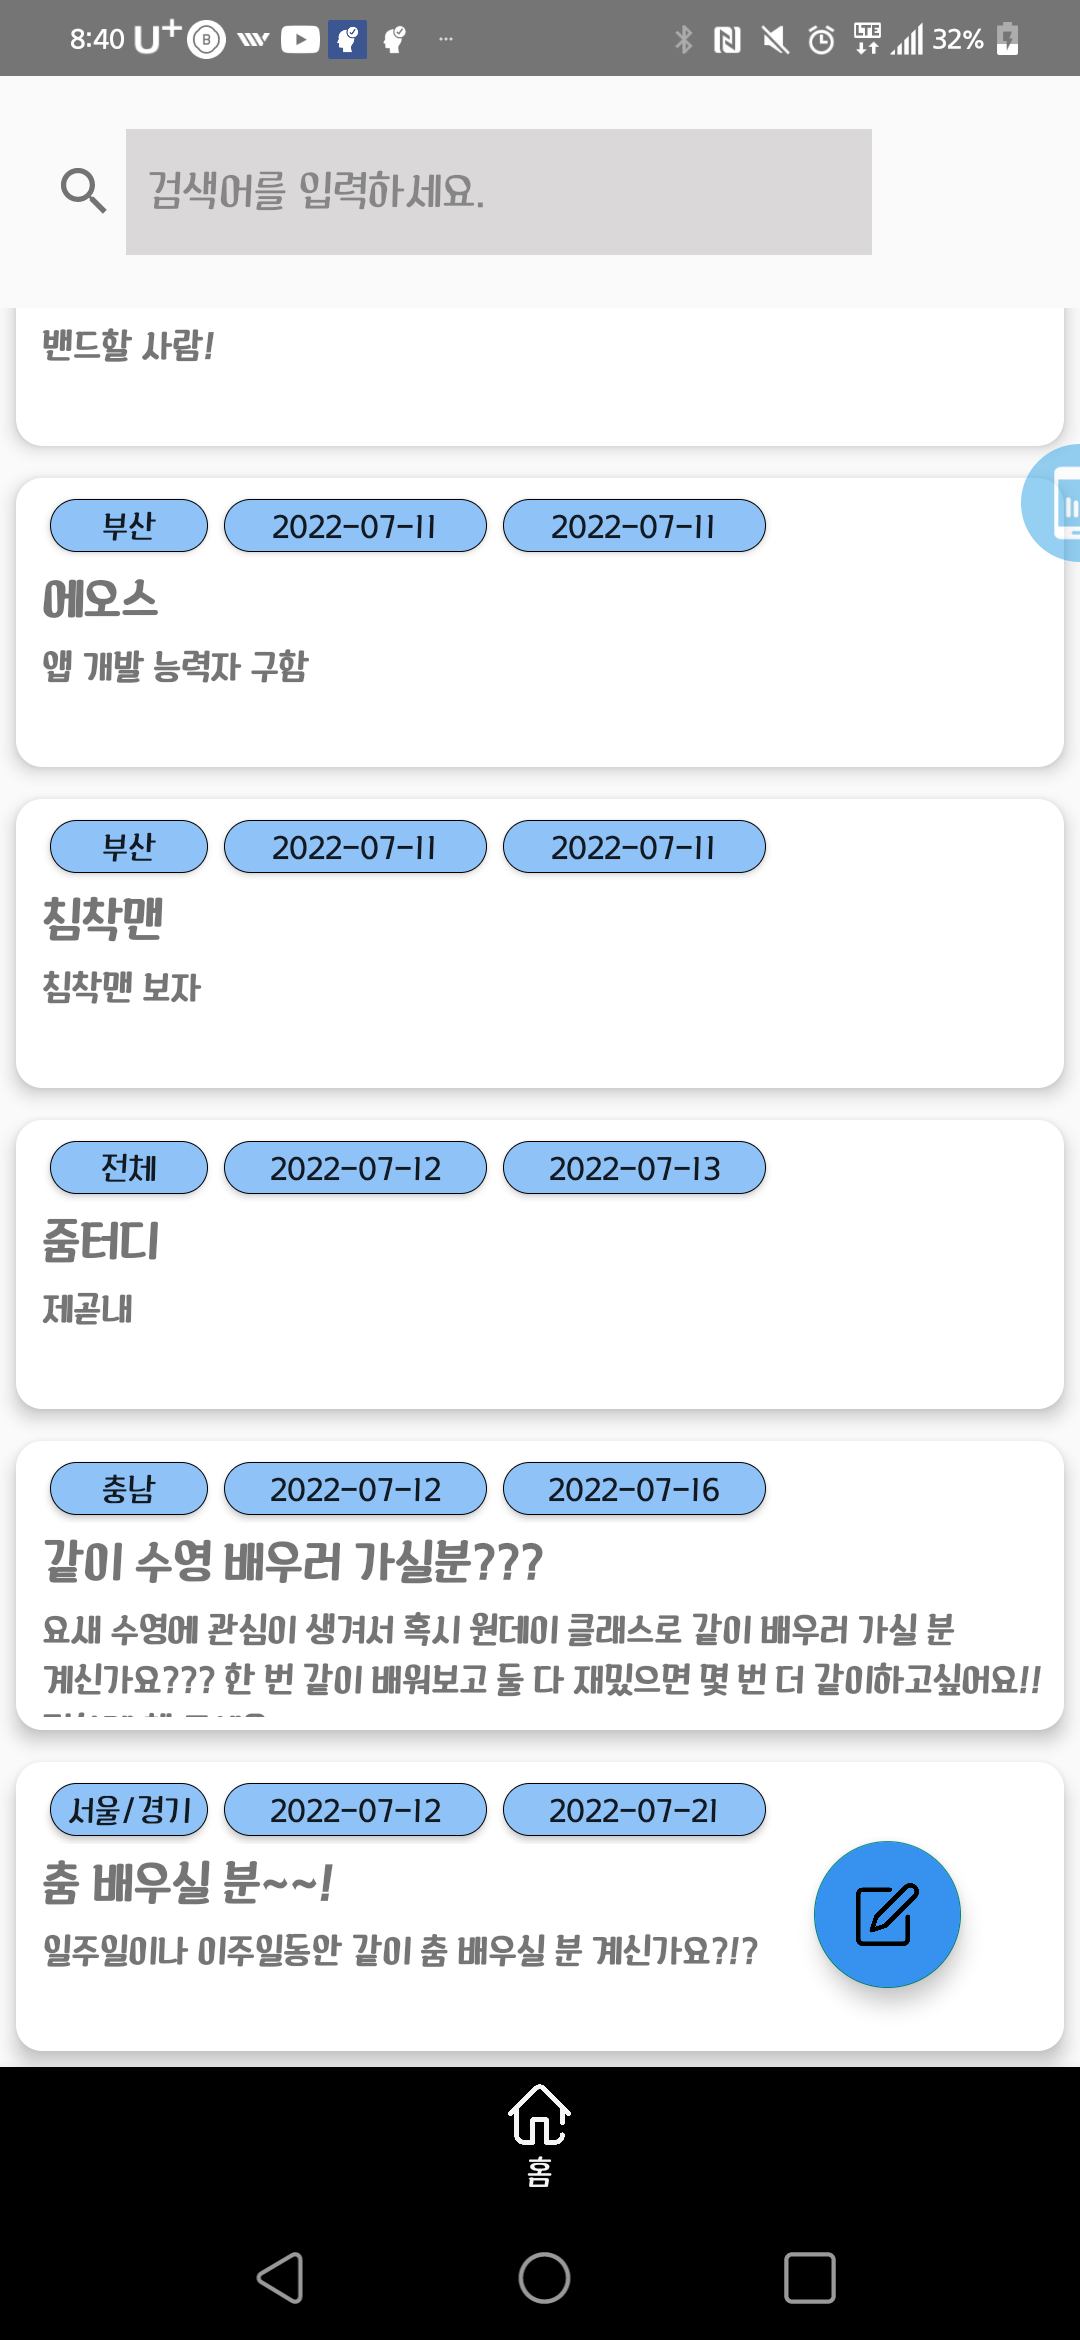 8:40 U+ B LTE 32%
검색어를 입력하세요.
밴드할 사람!
부산 2022-07-11 2022-07-11
에오스
앱 개발 능력자 구함
부산 2022-07-11 2022-07-11
침착맨
침착맨 보자
전체 2022-07-12 2022-07-13
줌터디
제곧내
충남 2022-07-12 2022-07-16
같이 수영 배우러 가실분???
요새 수영에 관심이 생겨서 혹시 원데이 클래스로 같이 배우러 가실 분
계신가요??? 한 번 같이 배워보고 둘 다 재밌으면 몇 번 더 같이하고싶어요!!
서울/경기 2022-07-12 2022-07-21
춤 배우실 분~~!
일주일이나 이주일동안 같이 춤 배우실 분 계신가요?!?
홈